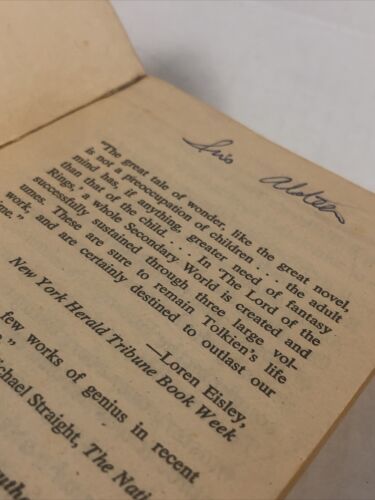 "The great tale of wonder, like the great novel,
is not a preoccupation of children . . . the adult
mind has, if anything, greater need of fantasy
than that of the child. . . . In 'The Lord of the
Rings,' a whole Secondary World is created and
successfully sustained through three large vol-
umes. These are sure to remain Tolkien's life
work, and are certainly destined to outlast our
ine."
—Loren Eisley,
New York Herald Tribune Book Week
few works of genius in recent
"
ichael Straight, The Nati
uthe